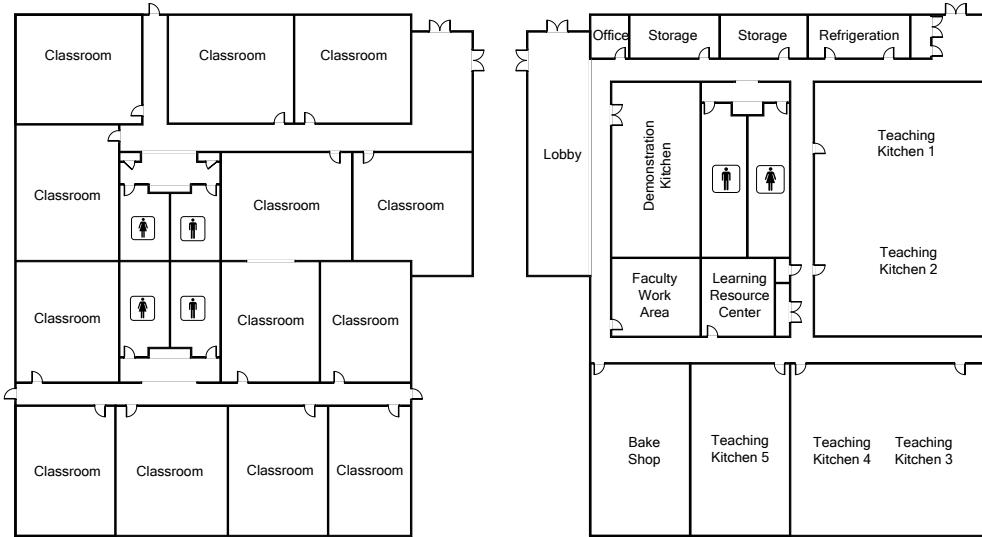 Classroom
Classroom
Classroom
Classroom
Classroom
Classroom
Classroom
Classroom
Classroom
Classroom
Classroom
Classroom
Classroom
Office
Storage
Storage
Refrigeration
Lobby
Demonstration
Kitchen
Teaching
Kitchen 1
Teaching
Kitchen 2
Faculty
Work
Area
Learning
Resource
Center
Bake
Shop
Teaching
Kitchen 5
Teaching
Kitchen 4
Teaching
Kitchen 3